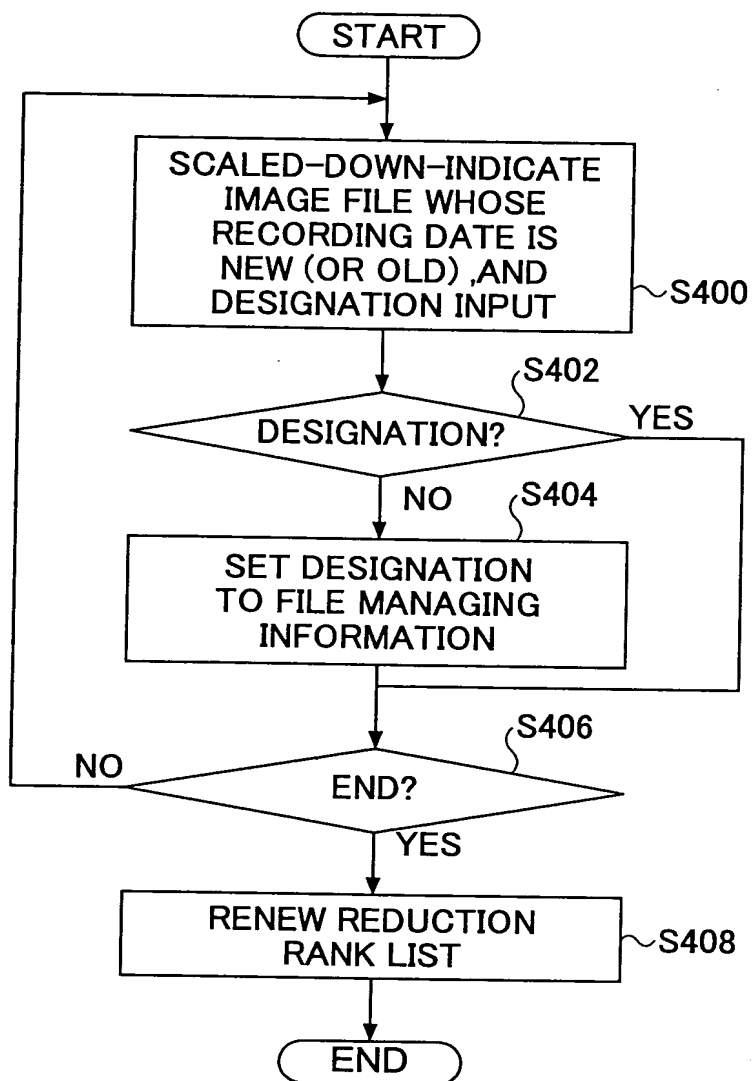 START
SCALED-DOWN-INDICATE
IMAGE FILE WHOSE
RECORDING DATE IS
NEW (OR OLD) ,AND
DESIGNATION INPUT
S400
S402
DESIGNATION?
YES
NO
S404
SET DESIGNATION
TO FILE MANAGING
INFORMATION
S406
NO
END?
YES
RENEW REDUCTION
RANK LIST
S408
END